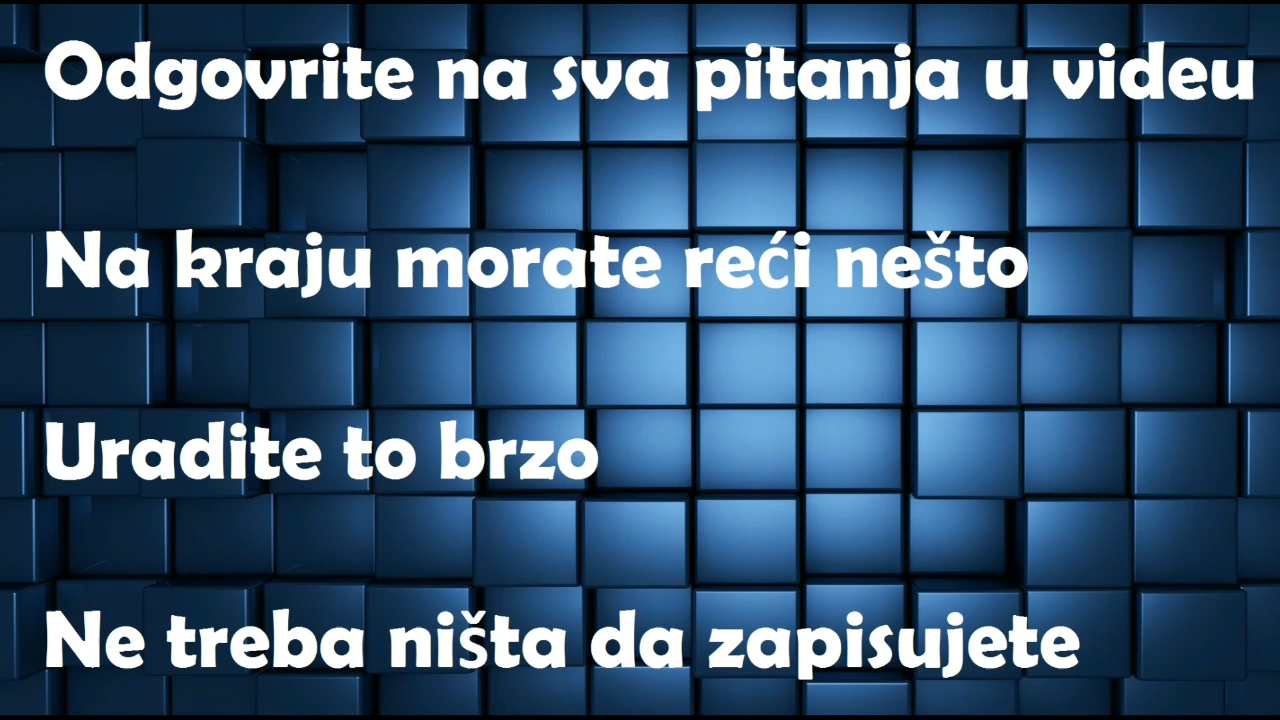 Odgovrite na sva pitanja u videu
Na kraju morate reći nešto
Uradite to brzo
Ne treba ništa da zapisujete